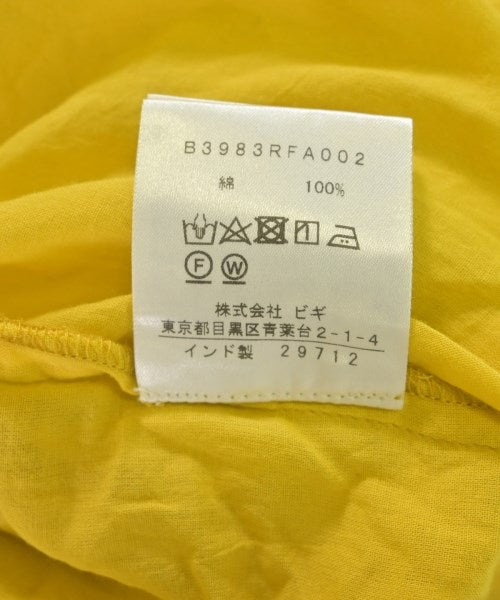 B3983RFA002
綿 100%
F W
株式会社 ビギ
東京都目黒区青葉台2-1-4
インド製 29712